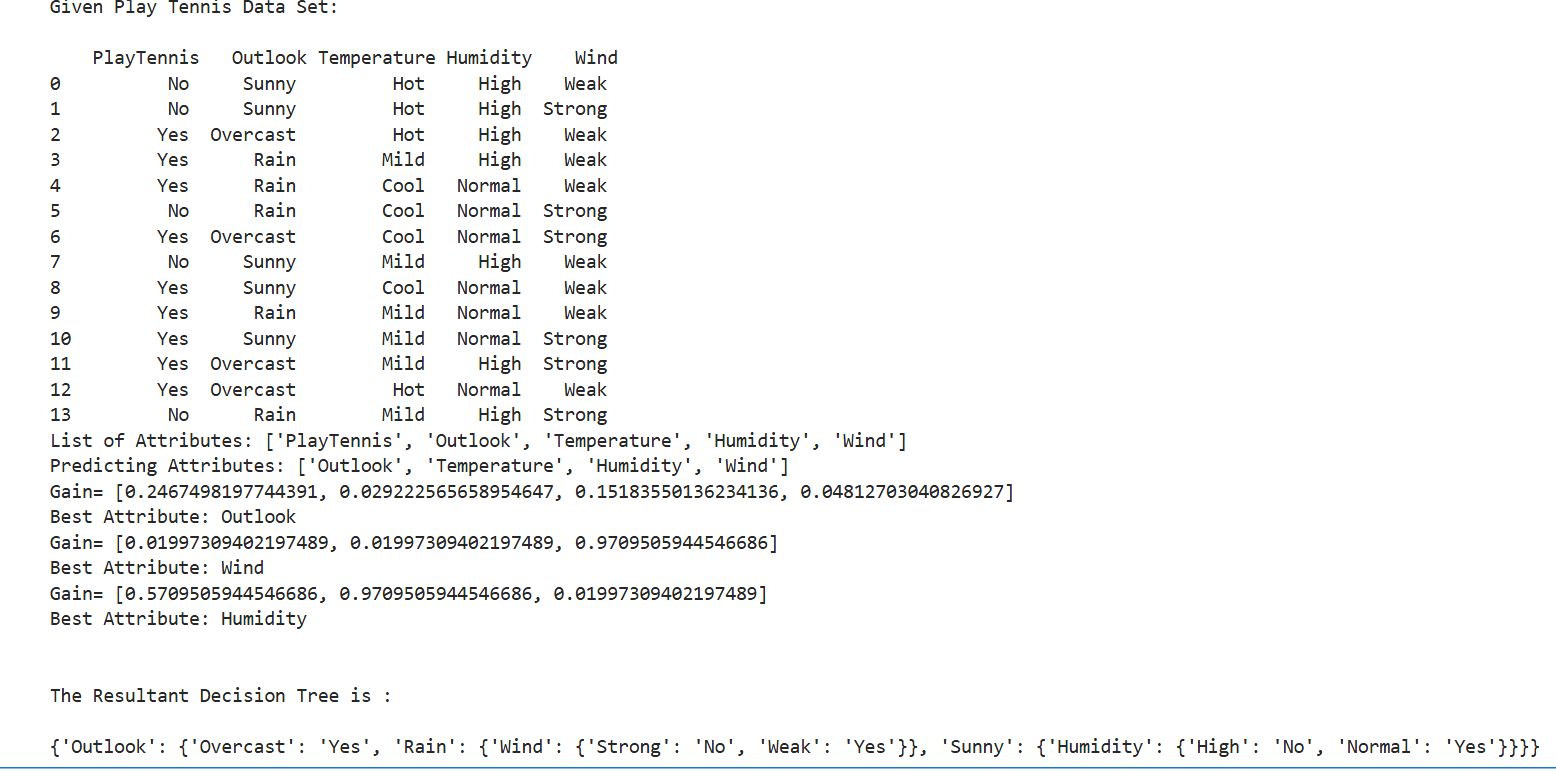 Given Play Tennis Data Set:
PlayTennis Outlook Temperature Humidity Wind
0 No Sunny Hot High Weak
1 No Sunny Hot High Strong
2 Yes Overcast Hot High Weak
3 Yes Rain Mild High Weak
4 Yes Rain Cool Normal Weak
5 No Rain Cool Normal Strong
6 Yes Overcast Cool Normal Strong
7 No Sunny Mild High Weak
8 Yes Sunny Cool Normal Weak
9 Yes Rain Mild Normal Weak
10 Yes Sunny Mild Normal Strong
11 Yes Overcast Mild High Strong
12 Yes Overcast Hot Normal Weak
13 No Rain Mild High Strong
List of Attributes: ['PlayTennis', 'Outlook', 'Temperature', 'Humidity', 'Wind']
Predicting Attributes: ['Outlook', 'Temperature', 'Humidity', 'Wind']
Gain= [0.2467498197744391, 0.029222565658954647, 0.15183550136234136, 0.04812703040826927]
Best Attribute: Outlook
Gain= [0.01997309402197489, 0.01997309402197489, 0.9709505944546686]
Best Attribute: Wind
Gain= [0.5709505944546686, 0.9709505944546686, 0.01997309402197489]
Best Attribute: Humidity
The Resultant Decision Tree is :
{'Outlook': {'Overcast': 'Yes', 'Rain': {'Wind': {'Strong': 'No', 'Weak': 'Yes'}}, 'Sunny': {'Humidity': {'High': 'No', 'Normal': 'Yes'}}}}